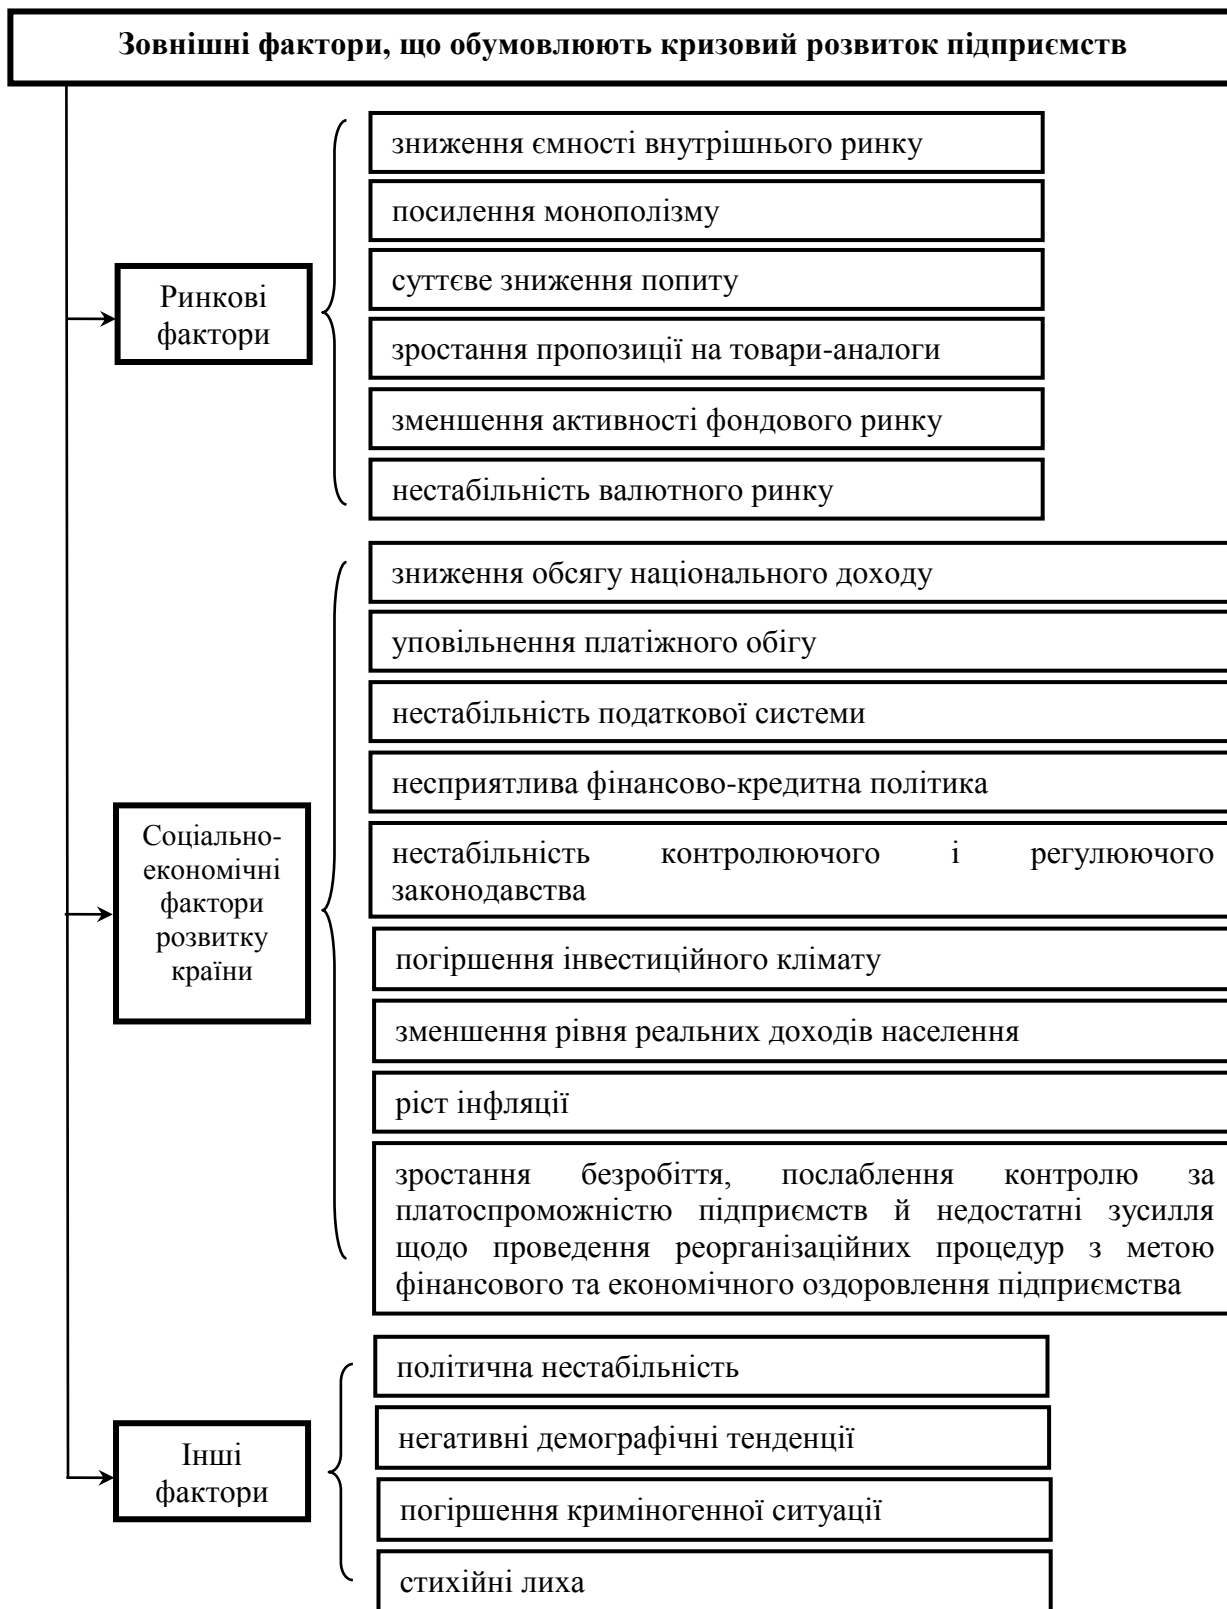 Зовнішні фактори, що обумовлюють кризовий розвиток підприємств
Ринкові
фактори
зниження ємності внутрішнього ринку
посилення монополізму
суттєве зниження попиту
зростання пропозиції на товари-аналоги
зменшення активності фондового ринку
нестабільність валютного ринку
Соціально-
економічні
фактори
розвитку
країни
зниження обсягу національного доходу
уповільнення платіжного обігу
нестабільність податкової системи
несприятлива фінансово-кредитна політика
нестабільність контролюючого і регулюючого
законодавства
погіршення інвестиційного клімату
зменшення рівня реальних доходів населення
ріст інфляції
зростання безробіття, послаблення контролю за
платоспроможністю підприємств й недостатні зусилля
щодо проведення реорганізаційних процедур з метою
фінансового та економічного оздоровлення підприємства
Інші
фактори
політична нестабільність
негативні демографічні тенденції
погіршення криміногенної ситуації
стихійні лиха